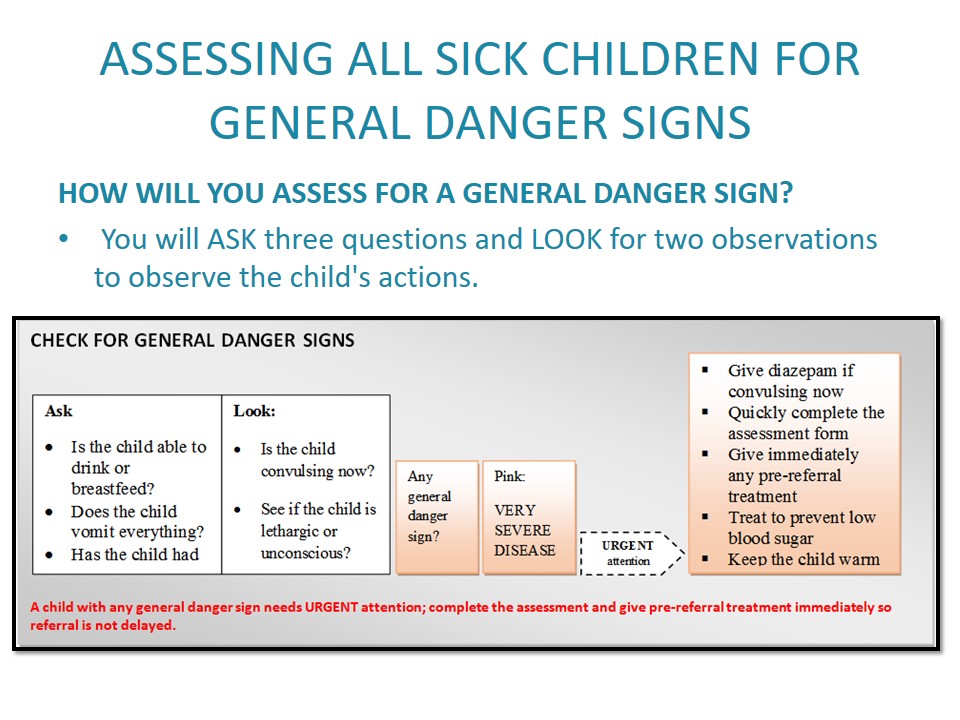 ASSESSING ALL SICK CHILDREN FOR
GENERAL DANGER SIGNS
HOW WILL YOU ASSESS FOR A GENERAL DANGER SIGN?
• You will ASK three questions and LOOK for two observations
to observe the child's actions.
CHECK FOR GENERAL DANGER SIGNS
Ask
• Is the child able to
drink or
breastfeed?
• Does the child
vomit everything?
• Has the child had
Look:
• Is the child
convulsing now?
• See if the child is
lethargic or
unconscious?
Any
general
danger
sign?
Pink:
VERY
SEVERE
DISEASE
URGENT
attention
▪ Give diazepam if
convulsing now
▪ Quickly complete the
assessment form
▪ Give immediately
any pre-referral
treatment
▪ Treat to prevent low
blood sugar
▪ Keep the child warm
A child with any general danger sign needs URGENT attention; complete the assessment and give pre-referral treatment immediately so
referral is not delayed.